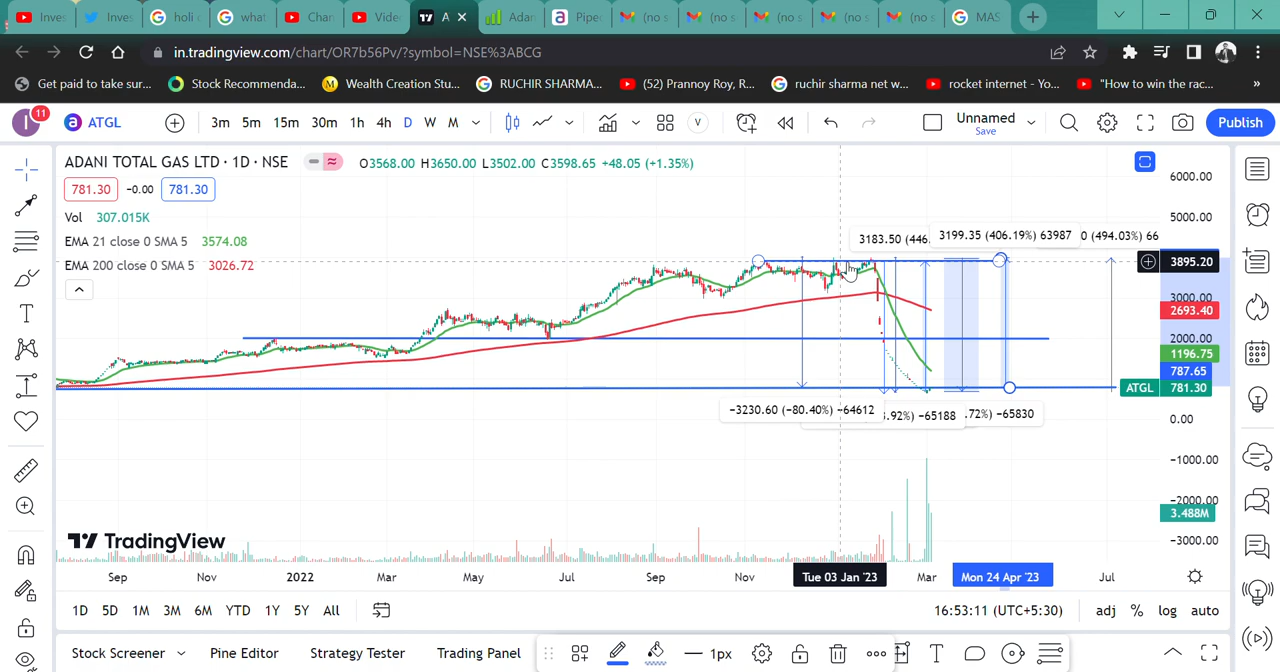 Inves
Inves
holi
what
Chan
Vide
A
Adan
Pipe
(no s
(no s
(no s
(no s
(no s
MAS
in.tradingview.com/chart/OR7b56Pv/?symbol=NSE%3ABCG
Get paid to take sur... Stock Recommenda... Wealth Creation Stu... RUCHIR SHARMA... (52) Prannoy Roy, R... ruchir sharma net w... rocket internet - Yo... "How to win the rac... »
11 ATGL 3m 5m 15m 30m 1h 4h D W M V Unnamed Save Publish
ADANI TOTAL GAS LTD · 1D · NSE O3568.00 H3650.00 L3502.00 C3598.65 +48.05 (+1.35%)
781.30 -0.00 781.30
Vol 307.015K
EMA 21 close 0 SMA 5 3574.08
EMA 200 close 0 SMA 5 3026.72
3183.50 (446. 3199.35 (406.19%) 63987 0 (494.03%) 66
−3230.60 (−80.40%) −64612 .92%) −65188 .72%) −65830
6000.00
5000.00
3895.20
3000.00
2693.40
2000.00
1196.75
787.65
ATGL 781.30
0.00
−1000.00
−2000.00
3.488M
−3000.00
TradingView
Sep Nov 2022 Mar May Jul Sep Nov Tue 03 Jan '23 Mar Mon 24 Apr '23 Jul
1D 5D 1M 3M 6M YTD 1Y 5Y All 16:53:11 (UTC+5:30) adj % log auto
Stock Screener Pine Editor Strategy Tester Trading Panel 1px